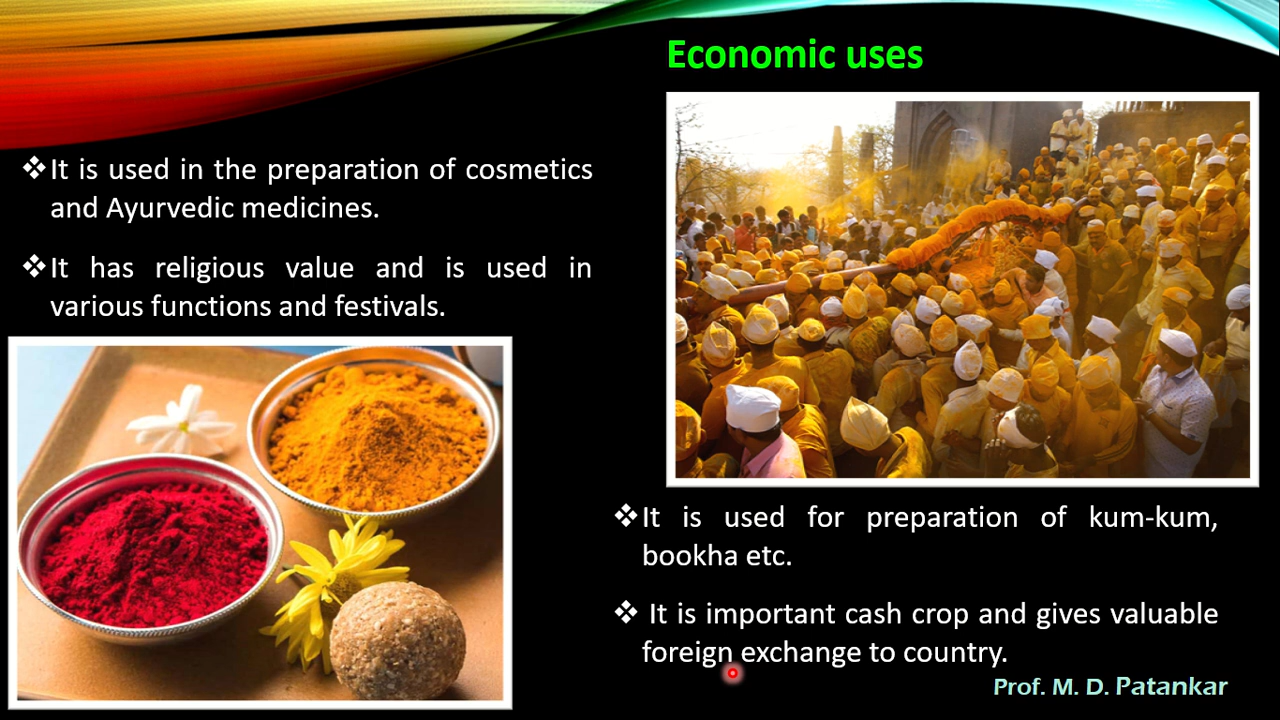 Economic uses
❖It is used in the preparation of cosmetics
and Ayurvedic medicines.
❖It has religious value and is used in
various functions and festivals.
❖It is used for preparation of kum-kum,
bookha etc.
❖ It is important cash crop and gives valuable
foreign exchange to country.
Prof. M. D. Patankar